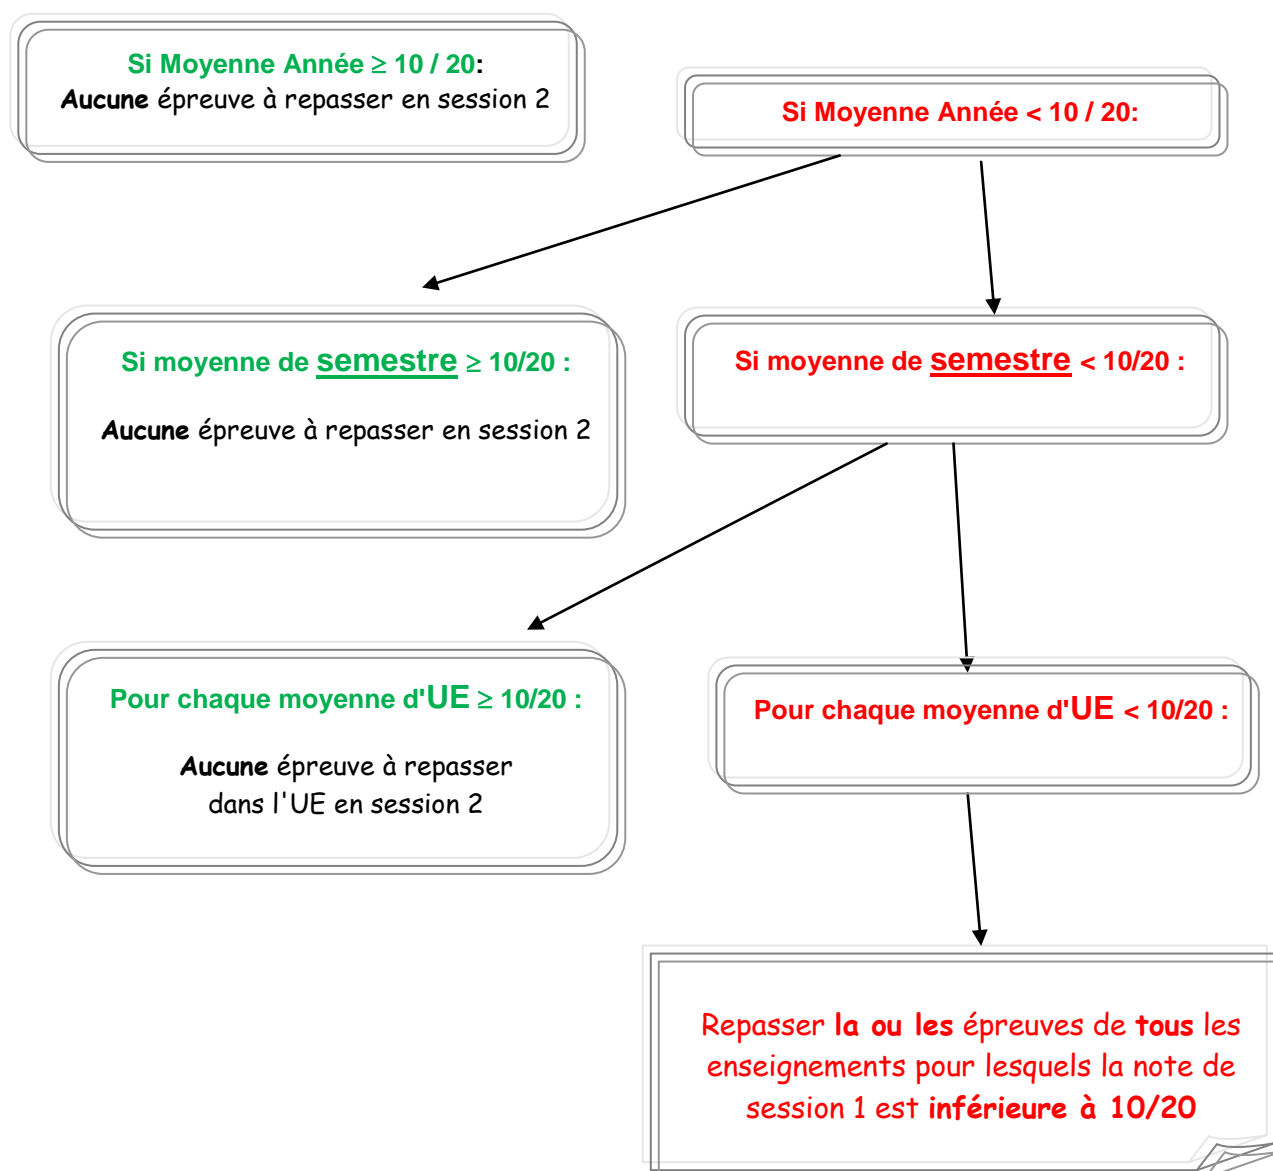 Si Moyenne Année ≥ 10 / 20:
Aucune épreuve à repasser en session 2
Si Moyenne Année < 10 / 20:
Si moyenne de semestre ≥ 10/20 :
Aucune épreuve à repasser en session 2
Si moyenne de semestre < 10/20 :
Pour chaque moyenne d'UE ≥ 10/20 :
Aucune épreuve à repasser
dans l'UE en session 2
Pour chaque moyenne d'UE < 10/20 :
Repasser la ou les épreuves de tous les
enseignements pour lesquels la note de
session 1 est inférieure à 10/20